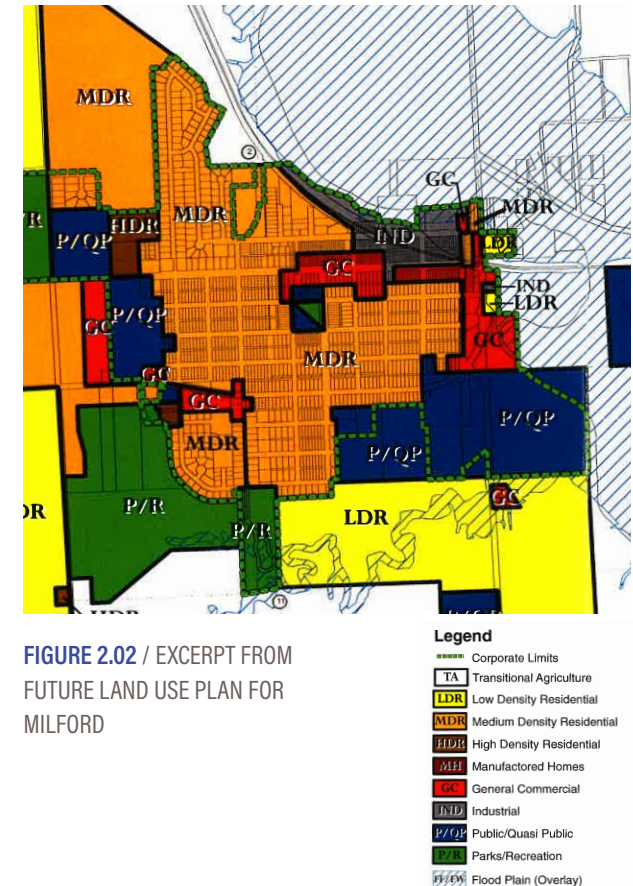 MDR
GC
MDR
MDR
/R
P/QP
HDR
IND
LDR
GC
IND
LDR
GC
P/QP
GC
MDR
GC
GC
P/QP
MDR
P/QP
P/R
GC
DR
P/R
LDR
2
11
FIGURE 2.02 / EXCERPT FROM
FUTURE LAND USE PLAN FOR
MILFORD
Legend
Corporate Limits
TA Transitional Agriculture
LDR Low Density Residential
MDR Medium Density Residential
HDR High Density Residential
MH Manufactored Homes
GC General Commercial
IND Industrial
P/QP Public/Quasi Public
P/R Parks/Recreation
FF/FW Flood Plain (Overlay)